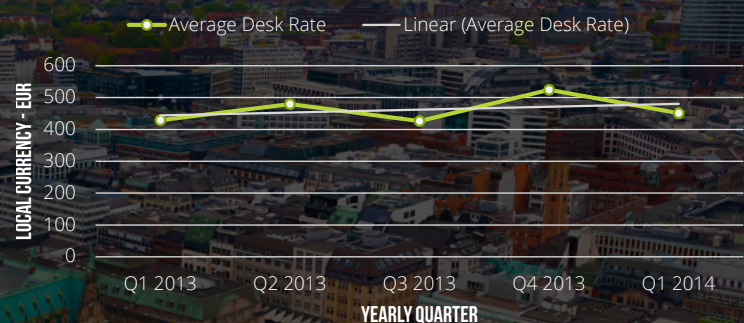 Average Desk Rate
Linear (Average Desk Rate)
600
500
400
300
200
100
0
LOCAL CURRENCY - EUR
Q1 2013
Q2 2013
Q3 2013
Q4 2013
Q1 2014
YEARLY QUARTER